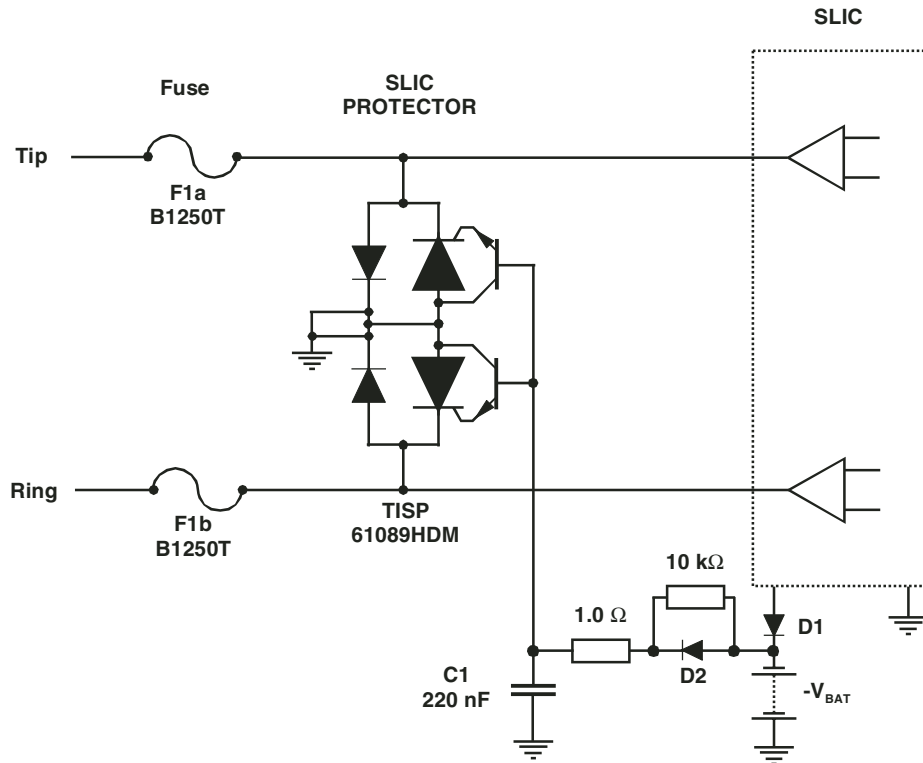 SLIC
Fuse
SLIC
PROTECTOR
Tip
F1a
B1250T
Ring
F1b
B1250T
TISP
61089HDM
10 kΩ
1.0 Ω
D1
D2
C1
220 nF
-VBAT